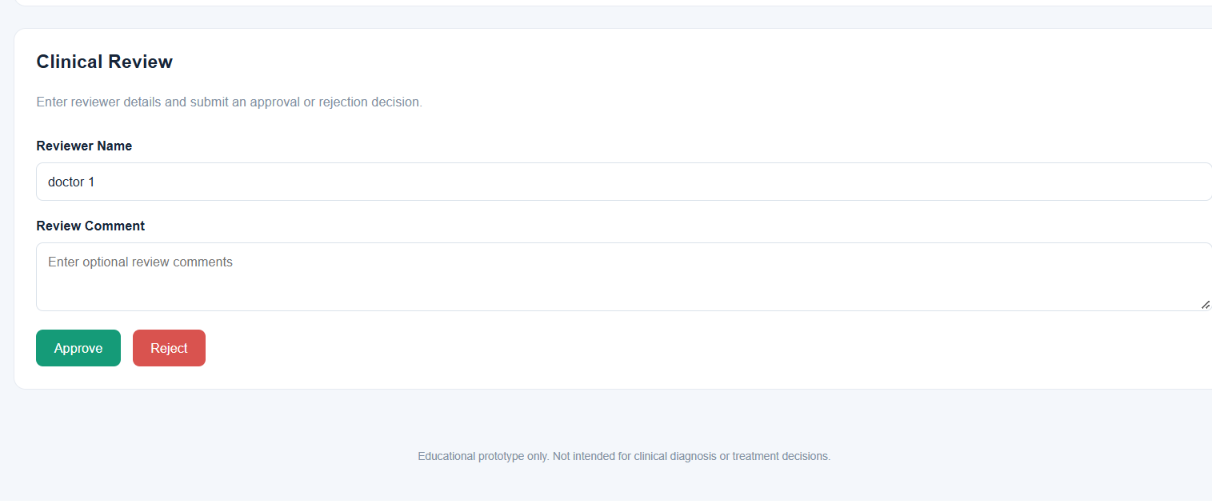 Clinical Review
Enter reviewer details and submit an approval or rejection decision.
Reviewer Name
doctor 1
Review Comment
Enter optional review comments
Approve Reject
Educational prototype only. Not intended for clinical diagnosis or treatment decisions.